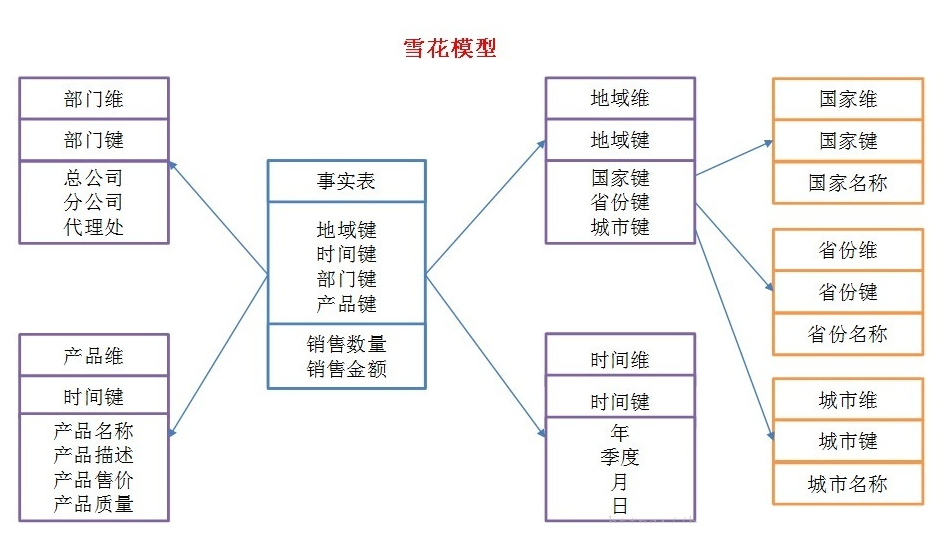 雪花模型
部门维
部门键
总公司
分公司
代理处
产品维
时间键
产品名称
产品描述
产品售价
产品质量
事实表
地域键
时间键
部门键
产品键
销售数量
销售金额
地域维
地域键
国家键
省份键
城市键
时间维
时间键
年
季度
月
日
国家维
国家键
国家名称
省份维
省份键
省份名称
城市维
城市键
城市名称